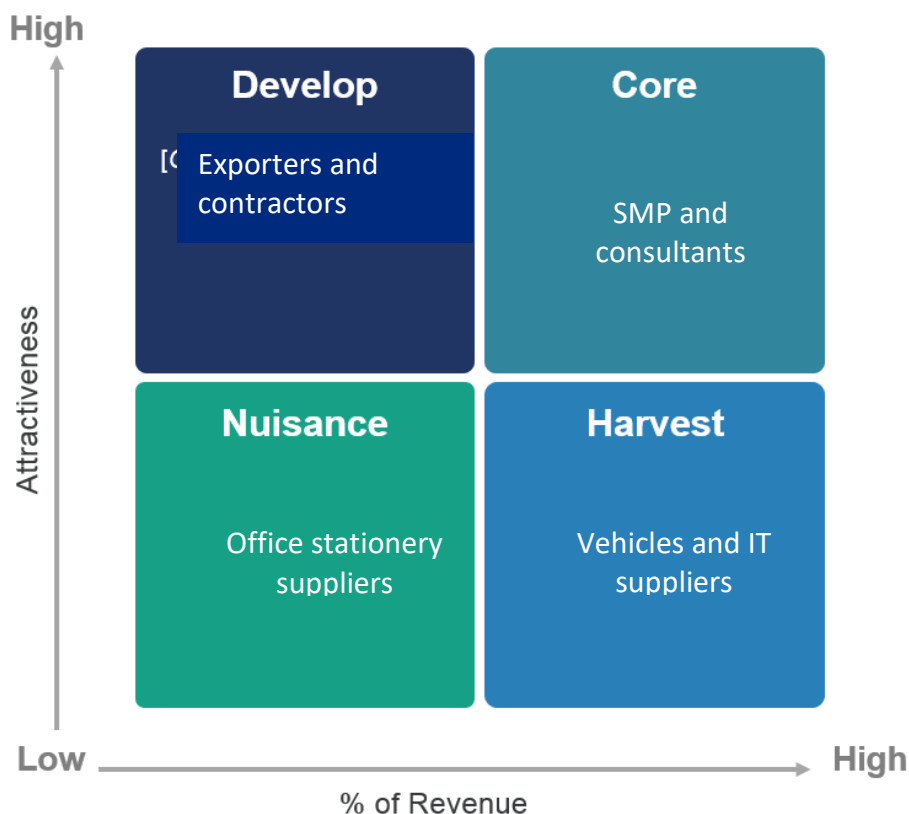 High
Develop
Core
Exporters and
contractors
SMP and
consultants
Attractiveness
Nuisance
Harvest
Office stationery
suppliers
Vehicles and IT
suppliers
Low
High
% of Revenue